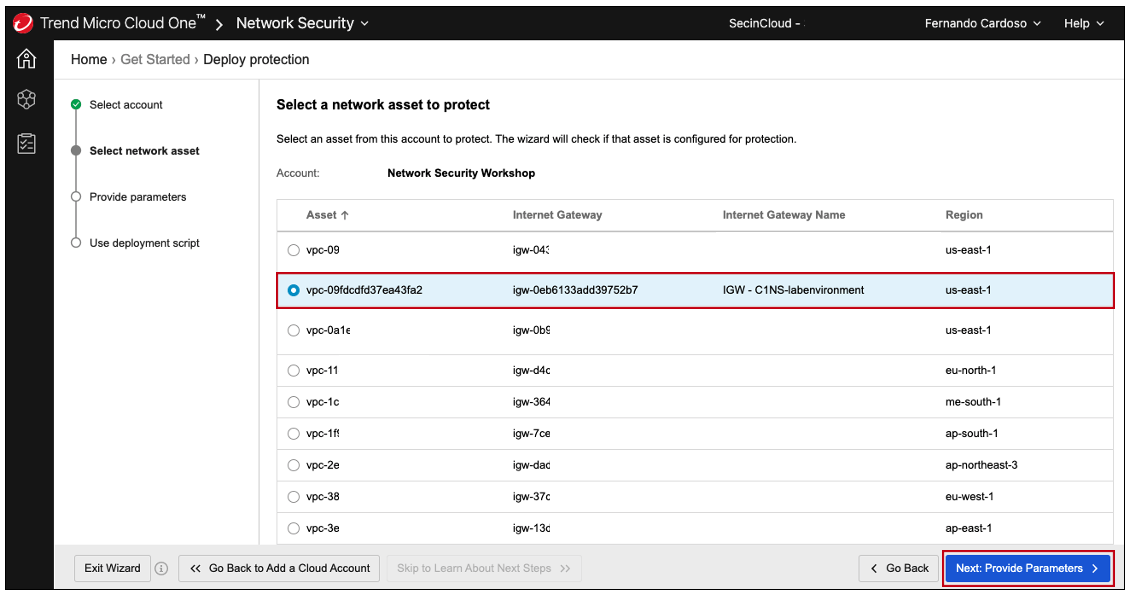 Trend Micro Cloud One™ > Network Security
SecinCloud -
Fernando Cardoso
Help
Home › Get Started › Deploy protection
Select account
Select network asset
Provide parameters
Use deployment script
Select a network asset to protect
Select an asset from this account to protect. The wizard will check if that asset is configured for protection.
Account: Network Security Workshop
Asset ↑ Internet Gateway Internet Gateway Name Region
vpc-09 igw-043 us-east-1
vpc-09fdcdfd37ea43fa2 igw-0eb6133add39752b7 IGW - C1NS-labenvironment us-east-1
vpc-0a1e igw-0b9 us-east-1
vpc-11 igw-d4c eu-north-1
vpc-1c igw-364 me-south-1
vpc-1f igw-7ce ap-south-1
vpc-2e igw-dad ap-northeast-3
vpc-38 igw-37c eu-west-1
vpc-3e igw-13d ap-east-1
Exit Wizard << Go Back to Add a Cloud Account Skip to Learn About Next Steps >> < Go Back Next: Provide Parameters >